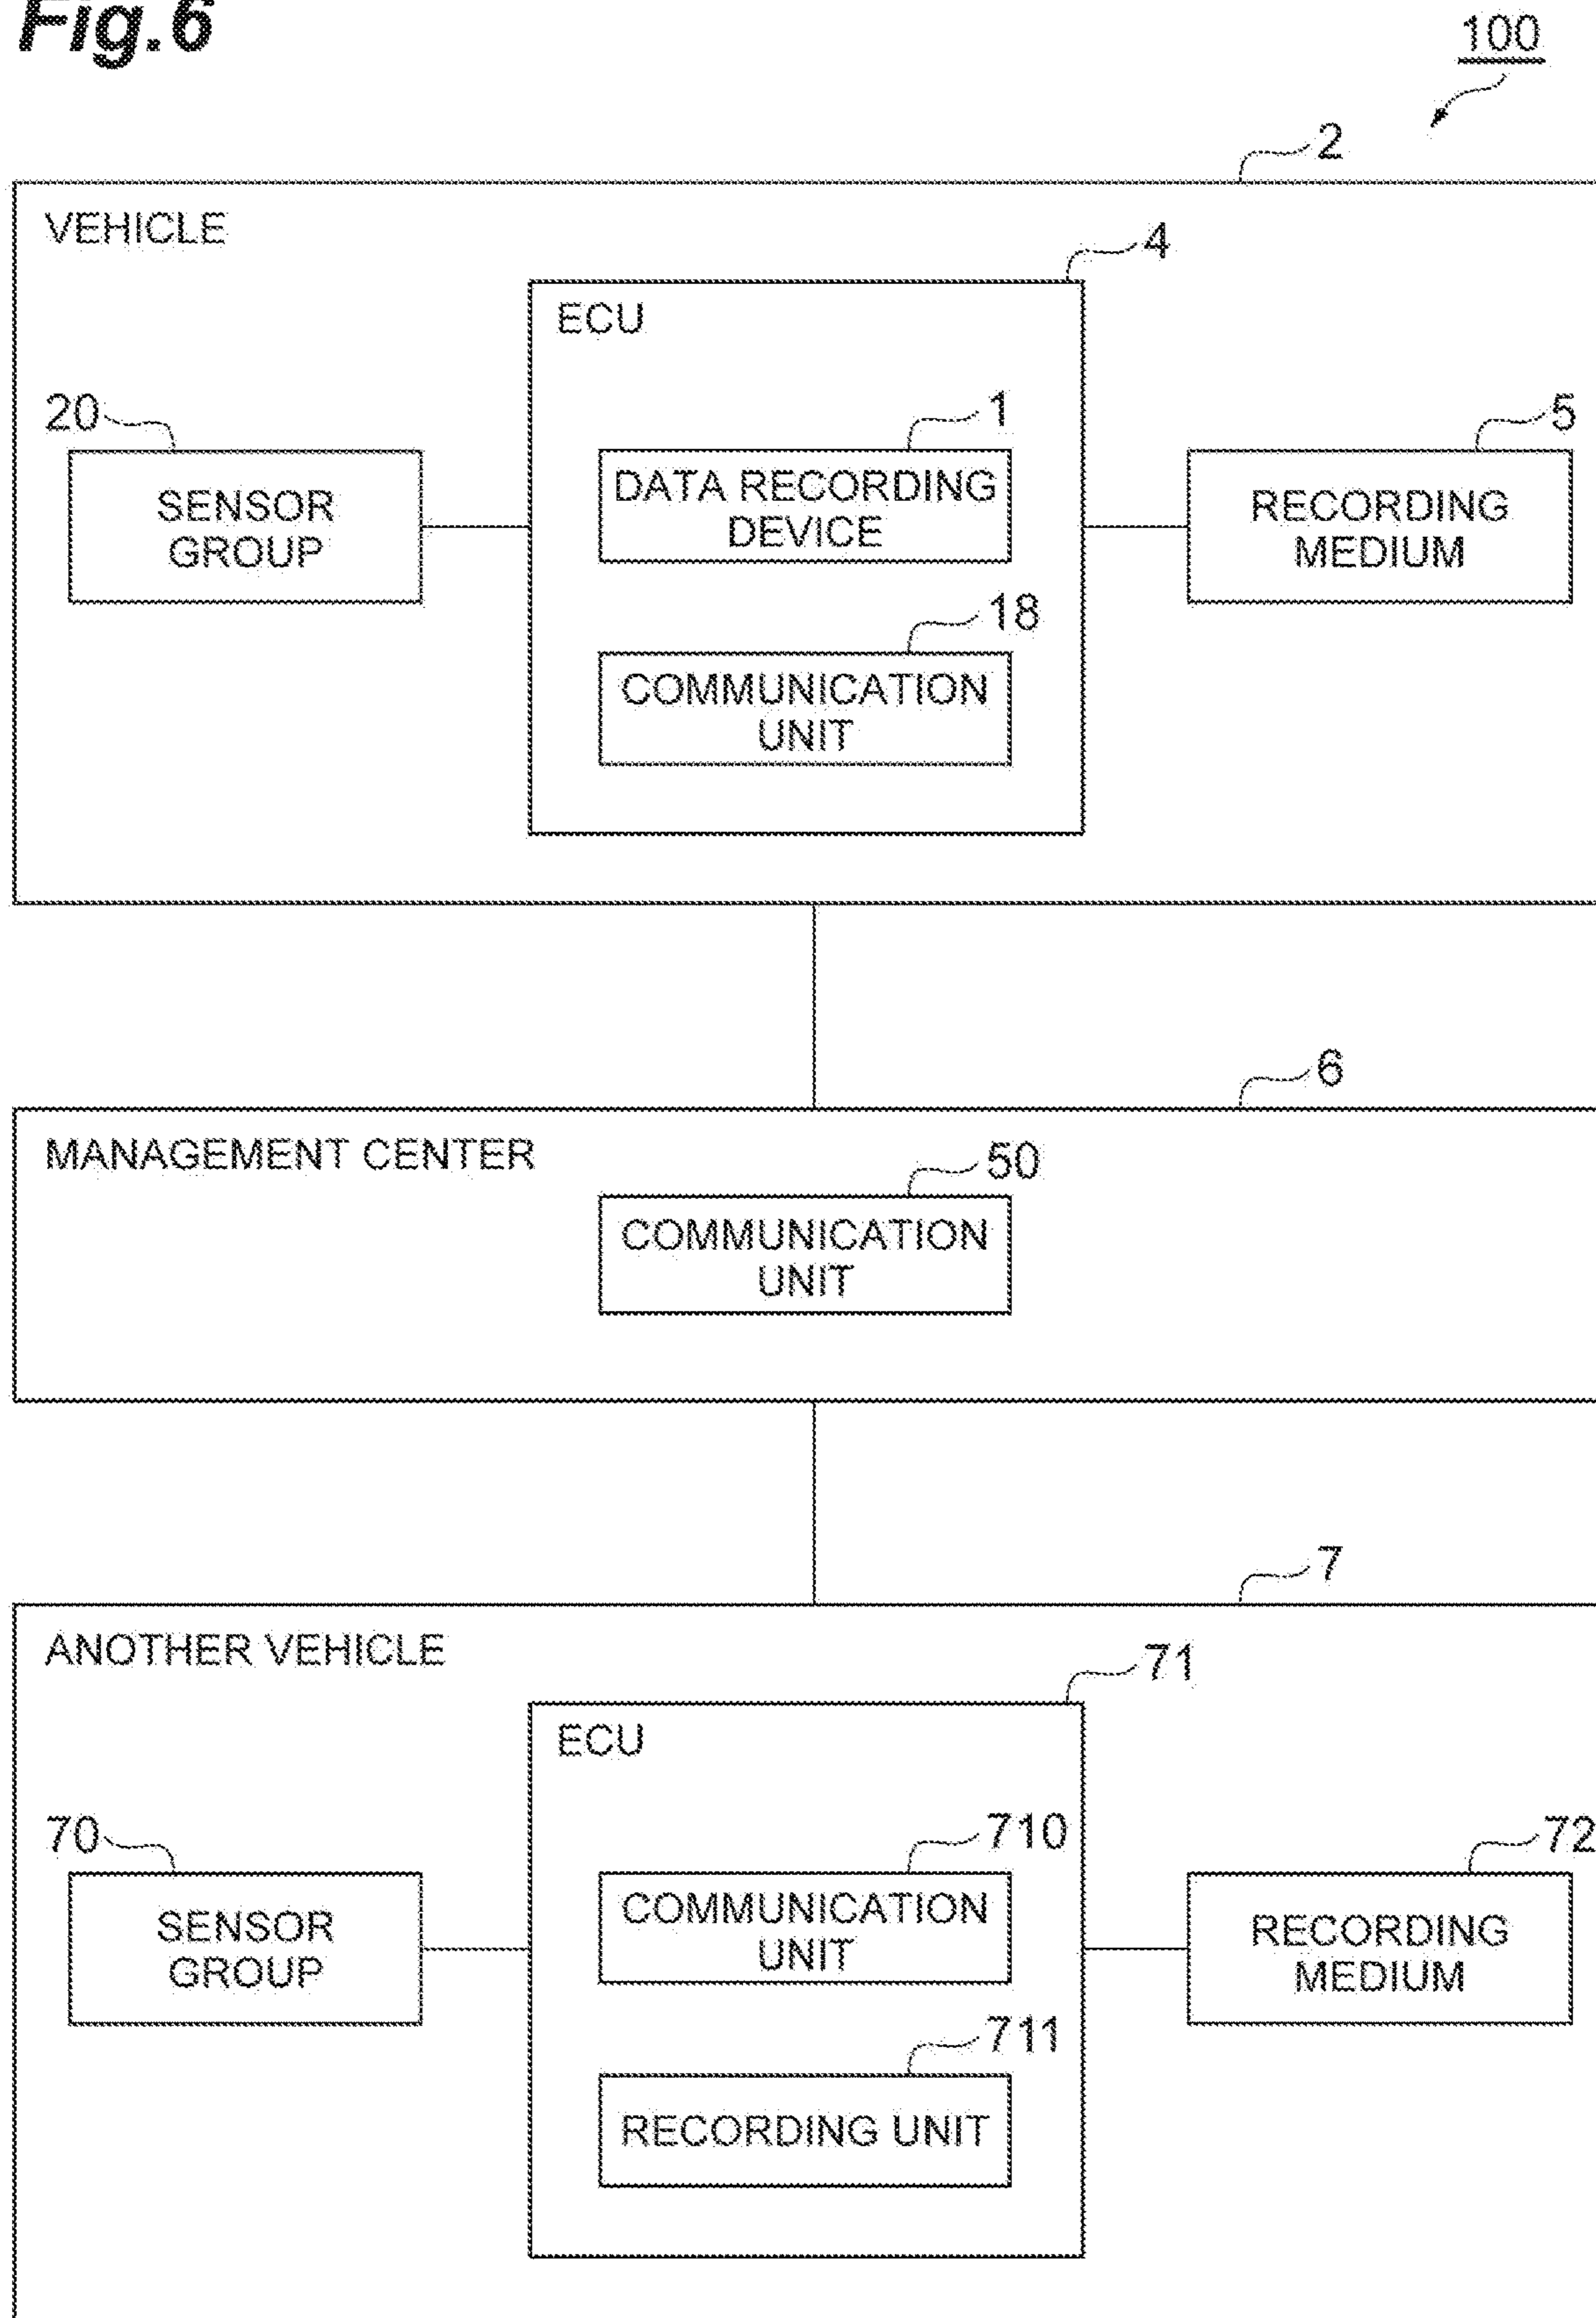 Fig.6
100
2
VEHICLE
4
ECU
20
1
5
SENSOR
GROUP
DATA RECORDING
DEVICE
RECORDING
MEDIUM
18
COMMUNICATION
UNIT
6
MANAGEMENT CENTER
50
COMMUNICATION
UNIT
7
ANOTHER VEHICLE
71
ECU
70
710
72
SENSOR
GROUP
COMMUNICATION
UNIT
RECORDING
MEDIUM
711
RECORDING UNIT